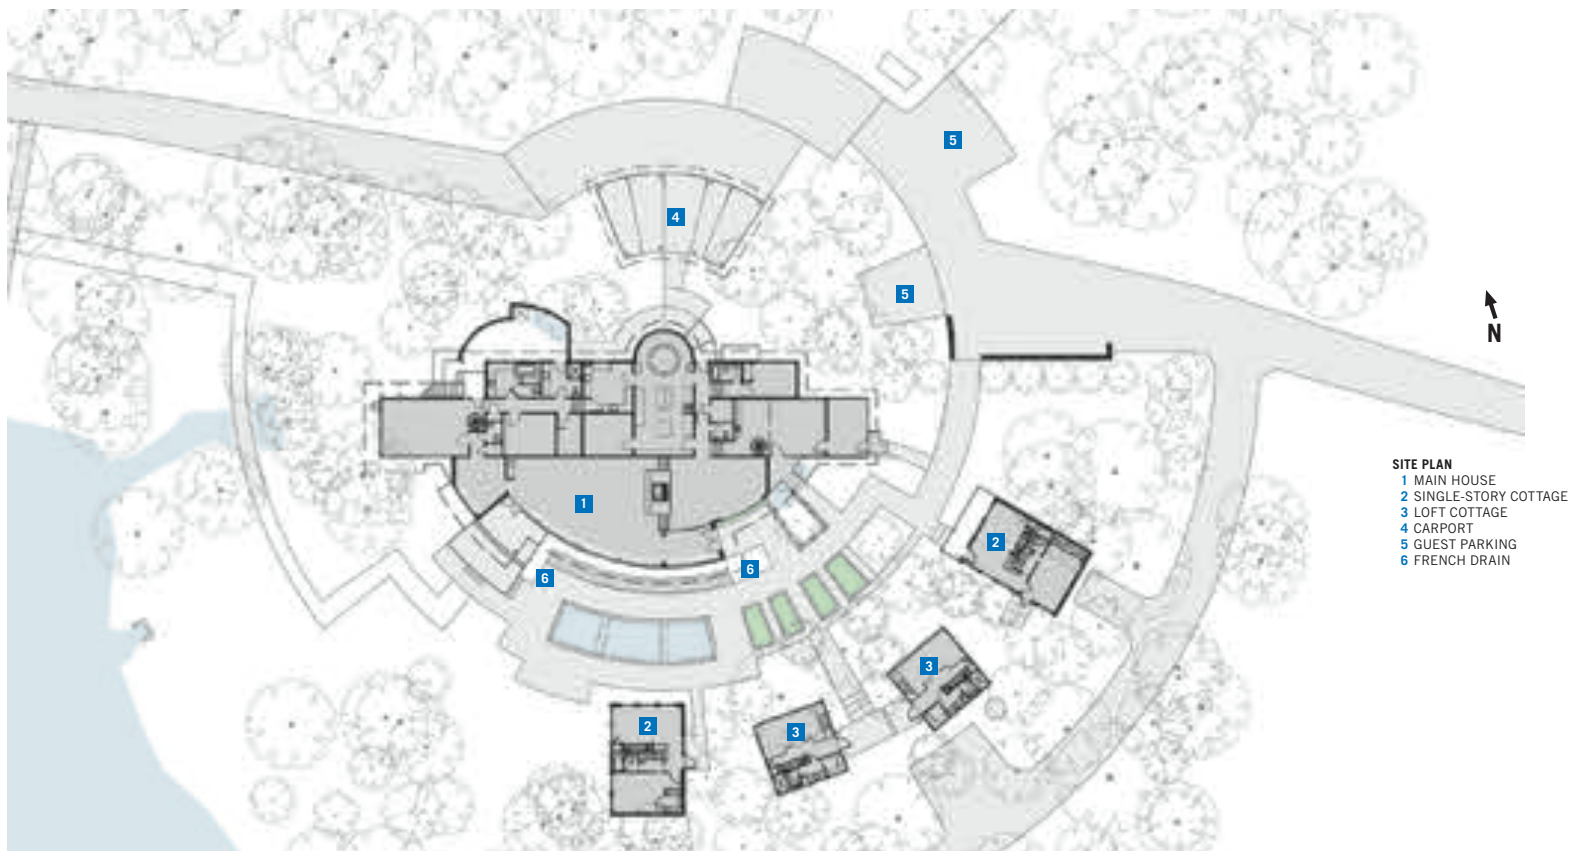 5
4
5
N
1
2
6
6
3
2
3
SITE PLAN
1 MAIN HOUSE
2 SINGLE-STORY COTTAGE
3 LOFT COTTAGE
4 CARPORT
5 GUEST PARKING
6 FRENCH DRAIN